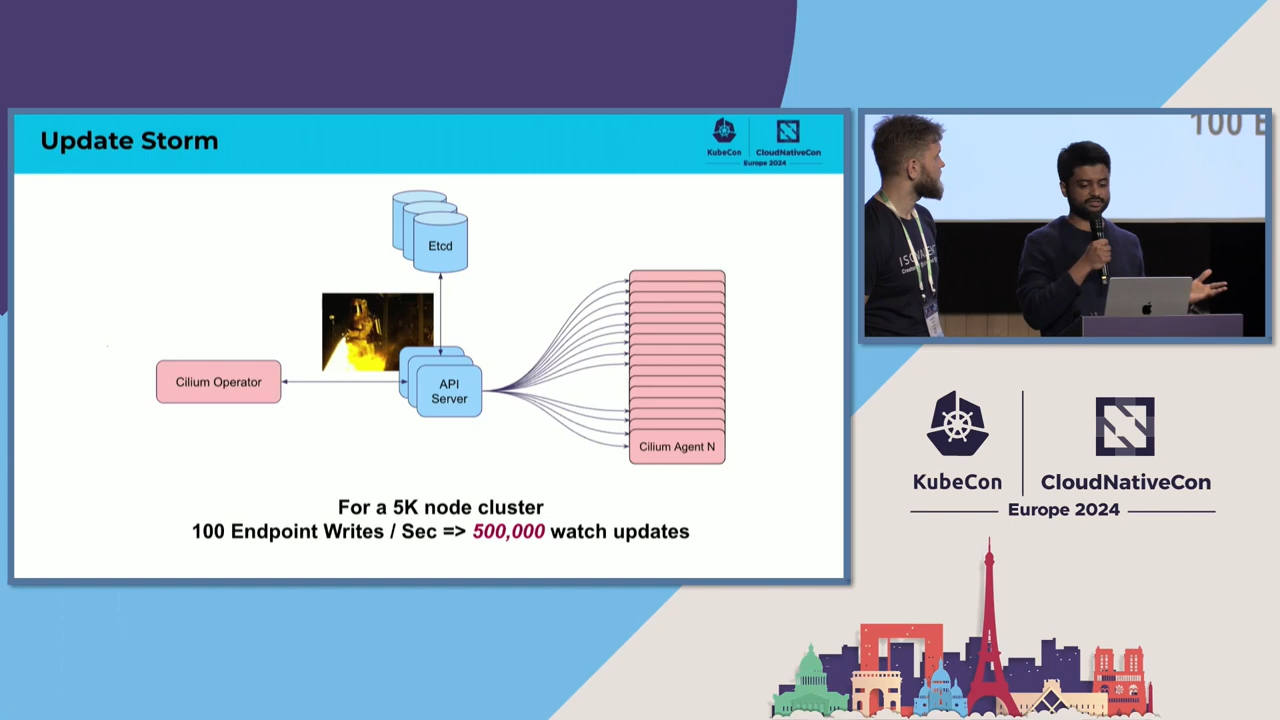 Update Storm
KubeCon
CloudNativeCon
Europe 2024
Etcd
Cilium Operator
API
Server
Cilium Agent N
For a 5K node cluster
100 Endpoint Writes / Sec => 500,000 watch updates
100 E
KubeCon
CloudNativeCon
Europe 2024